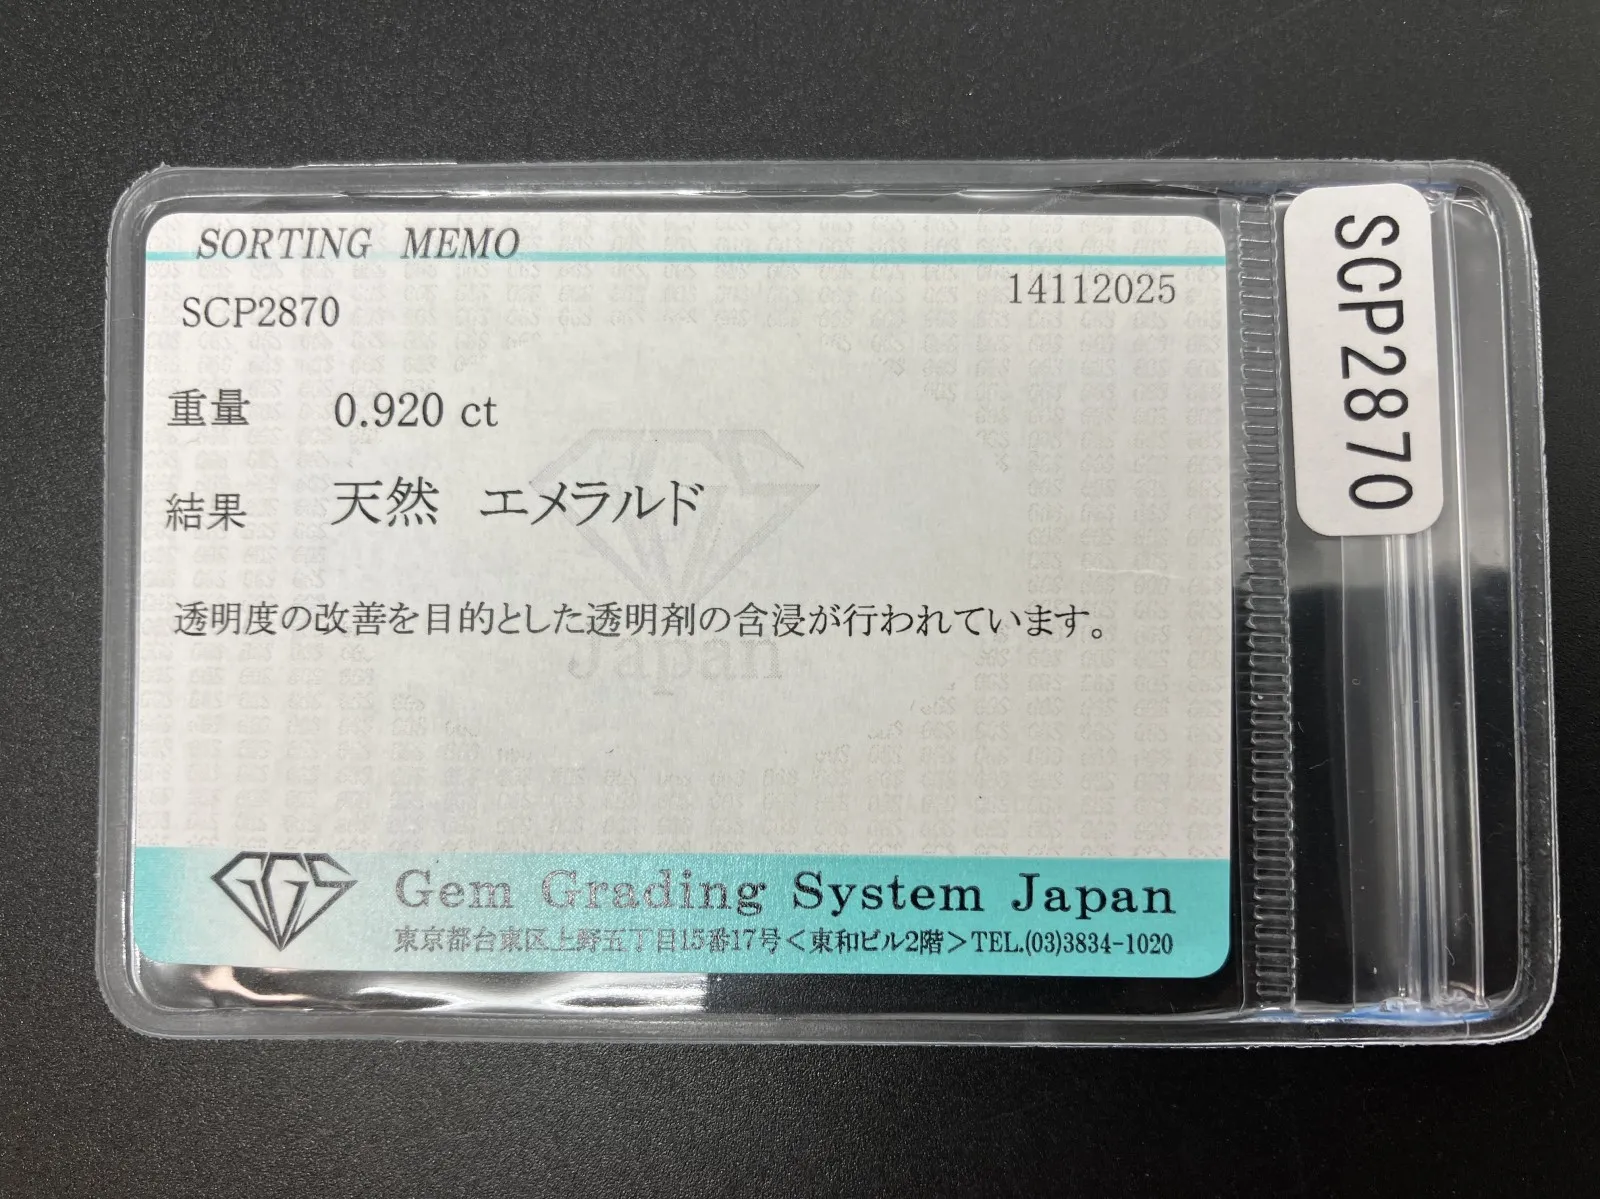 SORTING MEMO
14112025
SCP2870
重量 0.920 ct
結果 天然 エメラルド
透明度の改善を目的とした透明剤の含浸が行われています。
Japan
GGS Gem Grading System Japan
東京都台東区上野五丁目15番17号＜東和ビル2階＞TEL.(03)3834-1020
SCP2870